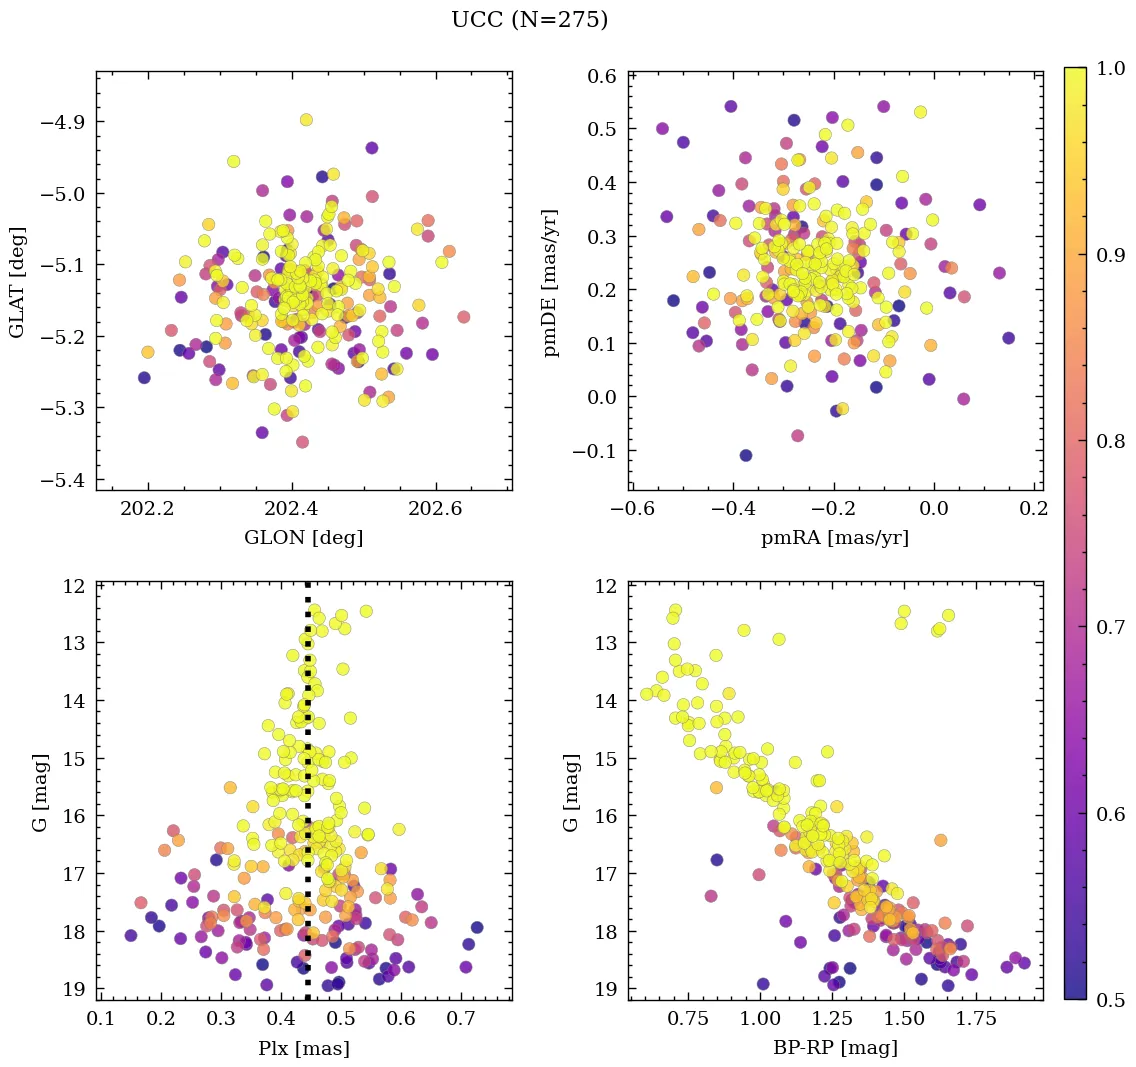 UCC (N=275)
−4.9
−5.0
−5.1
−5.2
−5.3
−5.4
GLAT [deg]
202.2 202.4 202.6
GLON [deg]
0.6
0.5
0.4
0.3
0.2
0.1
0.0
−0.1
pmDE [mas/yr]
−0.6 −0.4 −0.2 0.0 0.2
pmRA [mas/yr]
12
13
14
15
16
17
18
19
G [mag]
0.1 0.2 0.3 0.4 0.5 0.6 0.7
Plx [mas]
12
13
14
15
16
17
18
19
G [mag]
0.75 1.00 1.25 1.50 1.75
BP-RP [mag]
1.0
0.9
0.8
0.7
0.6
0.5